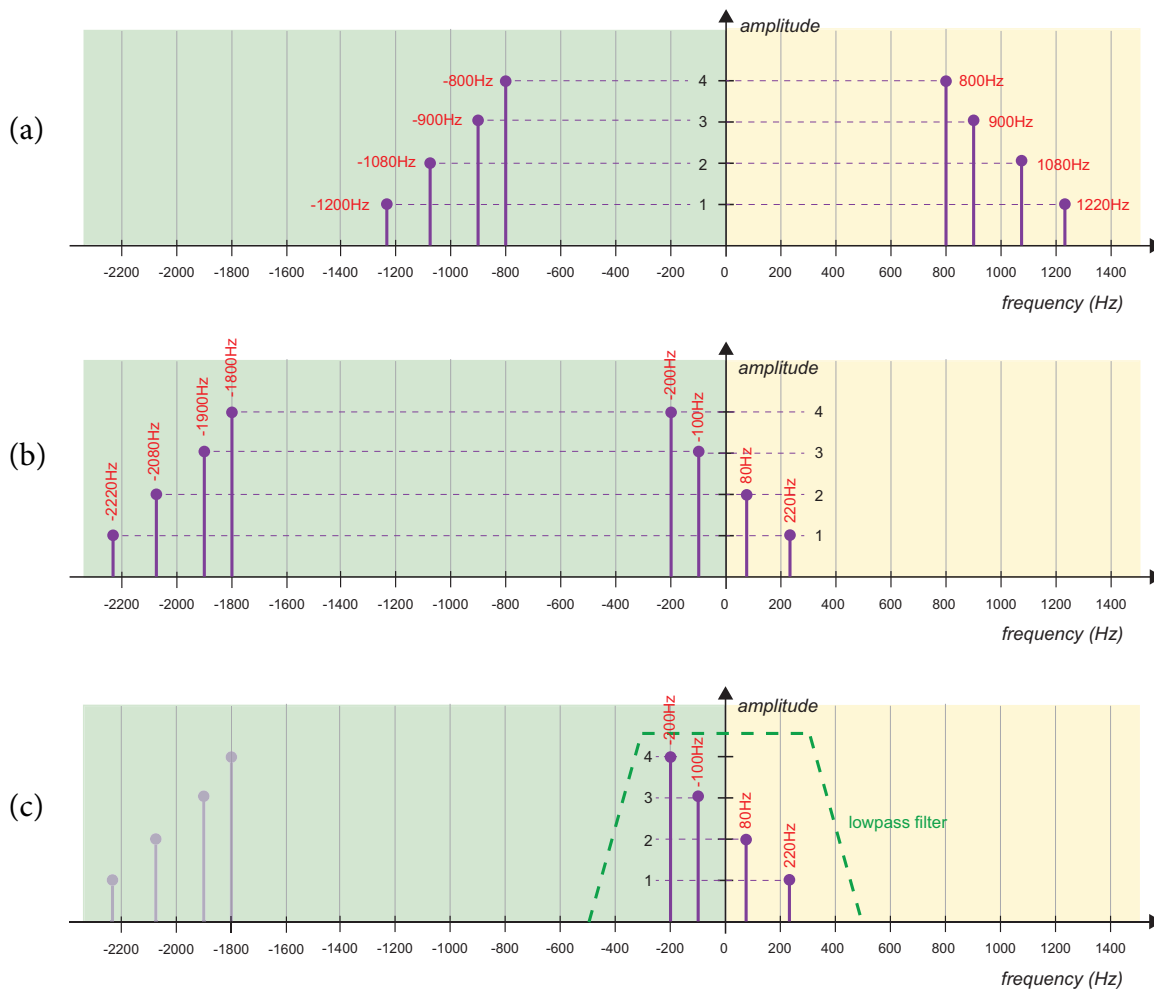 amplitude
(a)
-800Hz
4
800Hz
-900Hz
3
900Hz
-1080Hz
2
1080Hz
-1200Hz
1
1220Hz
-2200 -2000 -1800 -1600 -1400 -1200 -1000 -800 -600 -400 -200 0 200 400 600 800 1000 1200 1400
frequency (Hz)
amplitude
(b)
-2220Hz
-2080Hz
-1900Hz
-1800Hz
-200Hz
-100Hz
80Hz
220Hz
4
3
2
1
-2200 -2000 -1800 -1600 -1400 -1200 -1000 -800 -600 -400 -200 0 200 400 600 800 1000 1200 1400
frequency (Hz)
amplitude
(c)
4
3
2
1
-200Hz
-100Hz
80Hz
220Hz
lowpass filter
-2200 -2000 -1800 -1600 -1400 -1200 -1000 -800 -600 -400 -200 0 200 400 600 800 1000 1200 1400
frequency (Hz)